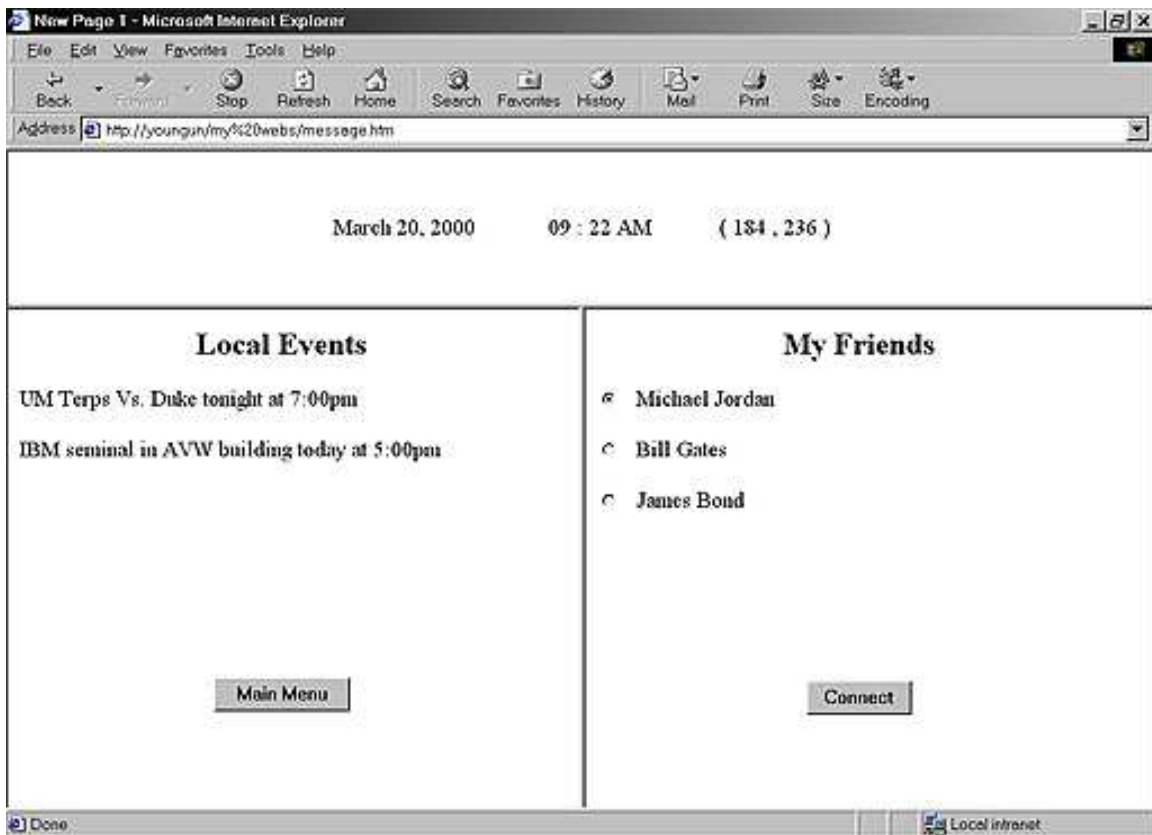 New Page 1 - Microsoft Internet Explorer
File Edit View Favorites Tools Help
Back Forward Stop Refresh Home Search Favorites History Mail Print Size Encoding
Address http://youngun/my%20webs/message.htm
March 20, 2000 09 : 22 AM ( 184 , 236 )
Local Events
UM Terps Vs. Duke tonight at 7:00pm
IBM seminal in AVW building today at 5:00pm
Main Menu
My Friends
Michael Jordan
Bill Gates
James Bond
Connect
Done Local intranet